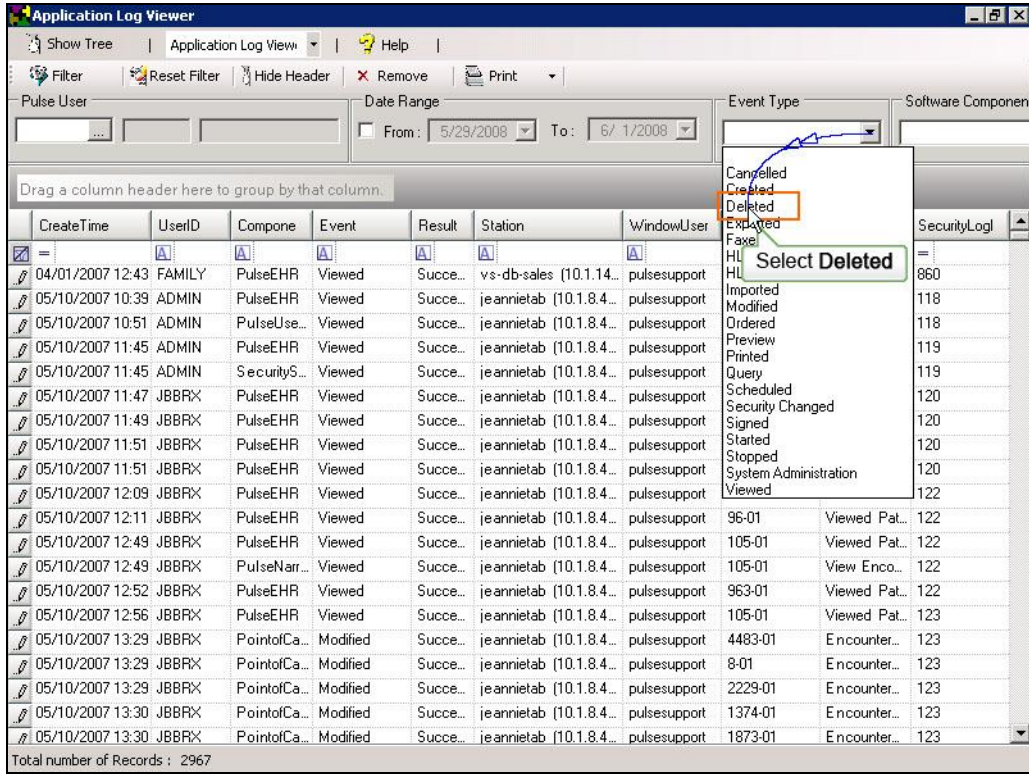 Application Log Viewer
Show Tree | Application Log View | Help |
Filter Reset Filter Hide Header Remove Print
Pulse User Date Range Event Type Software Componen
... From : 5/29/2008 To : 6/ 1/2008
Cancelled
Created
Deleted
Exported
Faxe
HL
HL
Imported
Modified
Ordered
Preview
Printed
Query
Scheduled
Security Changed
Signed
Started
Stopped
System Administration
Viewed
Select Deleted
Drag a column header here to group by that column.
CreateTime UserID Compone Event Result Station WindowUser SecurityLogI
= A A A A A A =
04/01/2007 12:43 FAMILY PulseEHR Viewed Succe... vs-db-sales (10.1.14... pulsesupport 860
05/10/2007 10:39 ADMIN PulseEHR Viewed Succe... jeannietab (10.1.8.4... pulsesupport 118
05/10/2007 10:51 ADMIN PulseUse... Viewed Succe... jeannietab (10.1.8.4... pulsesupport 118
05/10/2007 11:45 ADMIN PulseEHR Viewed Succe... jeannietab (10.1.8.4... pulsesupport 119
05/10/2007 11:45 ADMIN SecurityS... Viewed Succe... jeannietab (10.1.8.4... pulsesupport 119
05/10/2007 11:47 JBBRX PulseEHR Viewed Succe... jeannietab (10.1.8.4... pulsesupport 120
05/10/2007 11:49 JBBRX PulseEHR Viewed Succe... jeannietab (10.1.8.4... pulsesupport 120
05/10/2007 11:51 JBBRX PulseEHR Viewed Succe... jeannietab (10.1.8.4... pulsesupport 120
05/10/2007 11:51 JBBRX PulseEHR Viewed Succe... jeannietab (10.1.8.4... pulsesupport 120
05/10/2007 12:09 JBBRX PulseEHR Viewed Succe... jeannietab (10.1.8.4... pulsesupport 122
05/10/2007 12:11 JBBRX PulseEHR Viewed Succe... jeannietab (10.1.8.4... pulsesupport 96-01 Viewed Pat... 122
05/10/2007 12:49 JBBRX PulseEHR Viewed Succe... jeannietab (10.1.8.4... pulsesupport 105-01 Viewed Pat... 122
05/10/2007 12:49 JBBRX PulseNarr... Viewed Succe... jeannietab (10.1.8.4... pulsesupport 105-01 View Enco... 122
05/10/2007 12:52 JBBRX PulseEHR Viewed Succe... jeannietab (10.1.8.4... pulsesupport 963-01 Viewed Pat... 122
05/10/2007 12:56 JBBRX PulseEHR Viewed Succe... jeannietab (10.1.8.4... pulsesupport 105-01 Viewed Pat... 123
05/10/2007 13:29 JBBRX PointofCa... Modified Succe... jeannietab (10.1.8.4... pulsesupport 4483-01 Encounter... 123
05/10/2007 13:29 JBBRX PointofCa... Modified Succe... jeannietab (10.1.8.4... pulsesupport 8-01 Encounter... 123
05/10/2007 13:29 JBBRX PointofCa... Modified Succe... jeannietab (10.1.8.4... pulsesupport 2229-01 Encounter... 123
05/10/2007 13:30 JBBRX PointofCa... Modified Succe... jeannietab (10.1.8.4... pulsesupport 1374-01 Encounter... 123
05/10/2007 13:30 JBBRX PointofCa... Modified Succe... jeannietab (10.1.8.4... pulsesupport 1873-01 Encounter... 123
Total number of Records : 2967